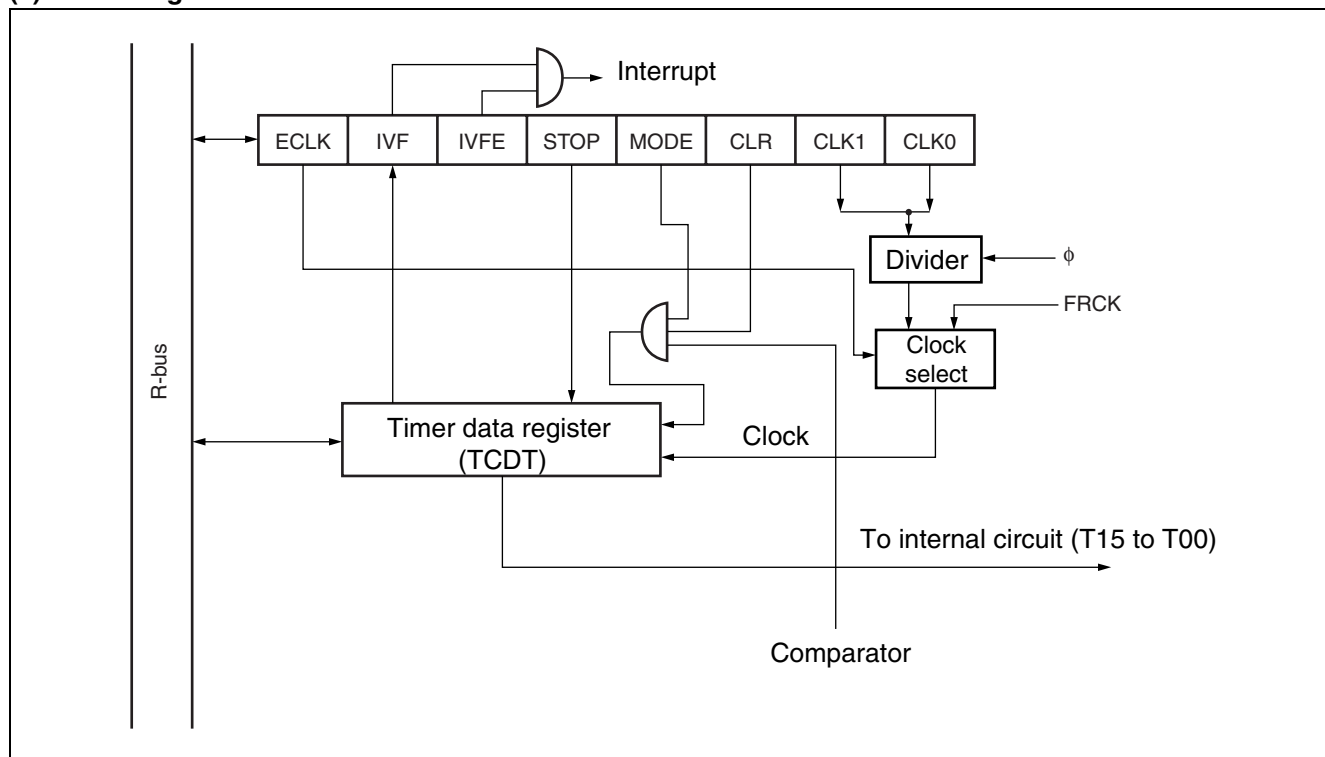 Interrupt
ECLK IVF IVFE STOP MODE CLR CLK1 CLK0
Divider
ϕ
FRCK
Clock
select
R-bus
Timer data register
(TCDT)
Clock
To internal circuit (T15 to T00)
Comparator